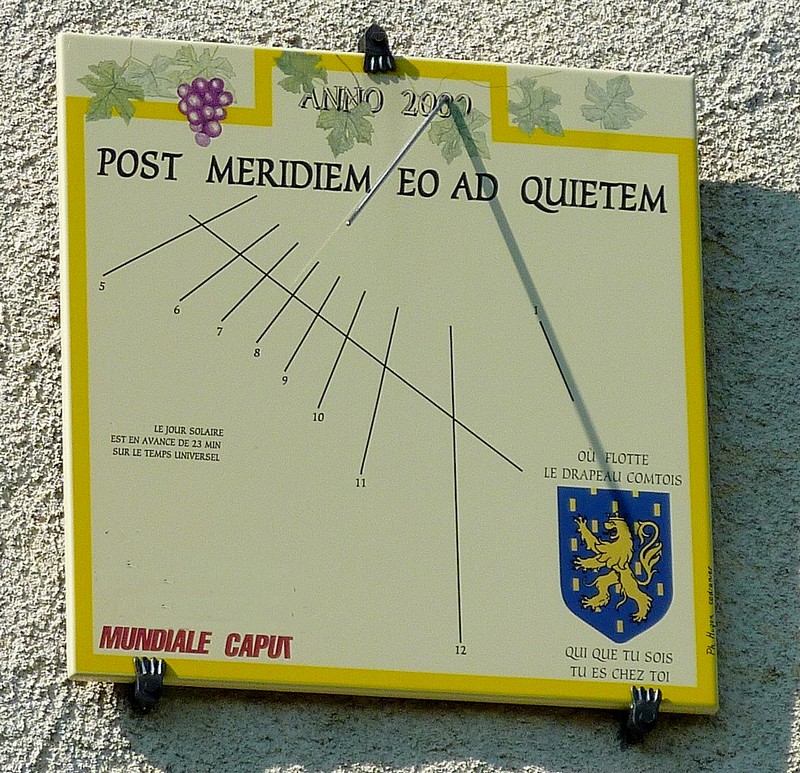 ANNO 2000
POST MERIDIEM EO AD QUIETEM
5
6
7
8
9
10
11
12
1
LE JOUR SOLAIRE
EST EN AVANCE DE 23 MIN
SUR LE TEMPS UNIVERSEL
OÙ FLOTTE
LE DRAPEAU COMTOIS
QUI QUE TU SOIS
TU ES CHEZ TOI
MUNDIALE CAPUT